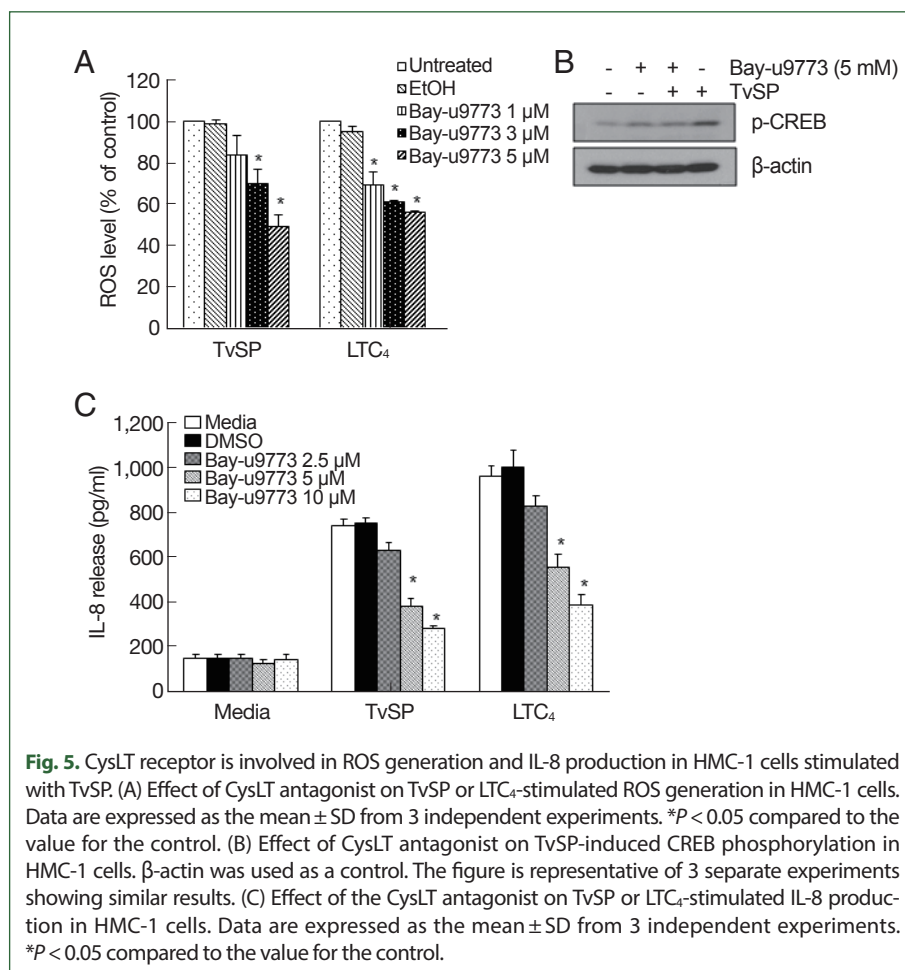 A
Untreated
EtOH
Bay-u9773 1 μM
Bay-u9773 3 μM
Bay-u9773 5 μM
ROS level (% of control)
120
100
80
60
40
20
0
* * * * *
TvSP LTC₄
B
- + + - Bay-u9773 (5 mM)
- - + + TvSP
p-CREB
β-actin
C
Media
DMSO
Bay-u9773 2.5 μM
Bay-u9773 5 μM
Bay-u9773 10 μM
IL-8 release (pg/ml)
1,200
1,000
800
600
400
200
0
* * * *
Media TvSP LTC₄
Fig. 5. CysLT receptor is involved in ROS generation and IL-8 production in HMC-1 cells stimulated
with TvSP. (A) Effect of CysLT antagonist on TvSP or LTC₄-stimulated ROS generation in HMC-1 cells.
Data are expressed as the mean ± SD from 3 independent experiments. *P < 0.05 compared to the
value for the control. (B) Effect of CysLT antagonist on TvSP-induced CREB phosphorylation in
HMC-1 cells. β-actin was used as a control. The figure is representative of 3 separate experiments
showing similar results. (C) Effect of the CysLT antagonist on TvSP or LTC₄-stimulated IL-8 produc-
tion in HMC-1 cells. Data are expressed as the mean ± SD from 3 independent experiments.
*P < 0.05 compared to the value for the control.